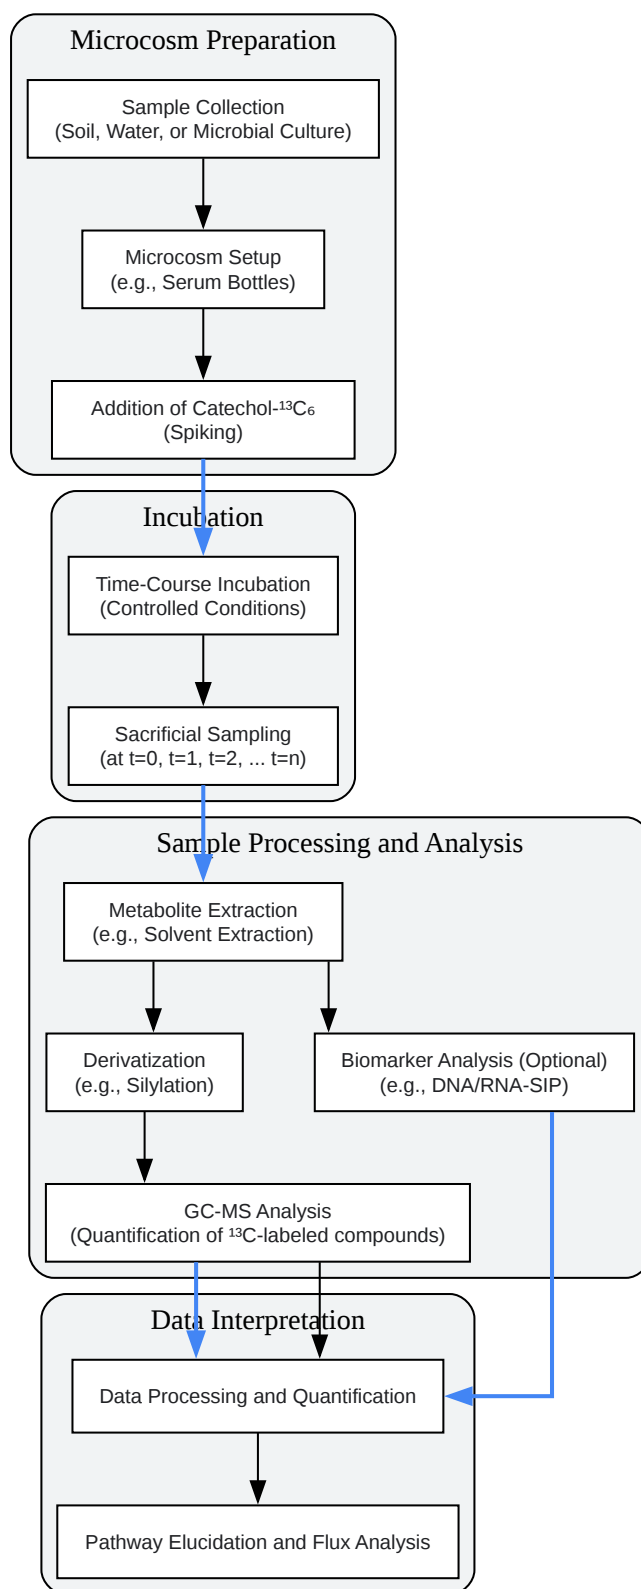 Microcosm Preparation
Sample Collection
(Soil, Water, or Microbial Culture)
Microcosm Setup
(e.g., Serum Bottles)
Addition of Catechol-¹³C₆
(Spiking)
Incubation
Time-Course Incubation
(Controlled Conditions)
Sacrificial Sampling
(at t=0, t=1, t=2, ... t=n)
Sample Processing and Analysis
Metabolite Extraction
(e.g., Solvent Extraction)
Derivatization
(e.g., Silylation)
Biomarker Analysis (Optional)
(e.g., DNA/RNA-SIP)
GC-MS Analysis
(Quantification of ¹³C-labeled compounds)
Data Interpretation
Data Processing and Quantification
Pathway Elucidation and Flux Analysis